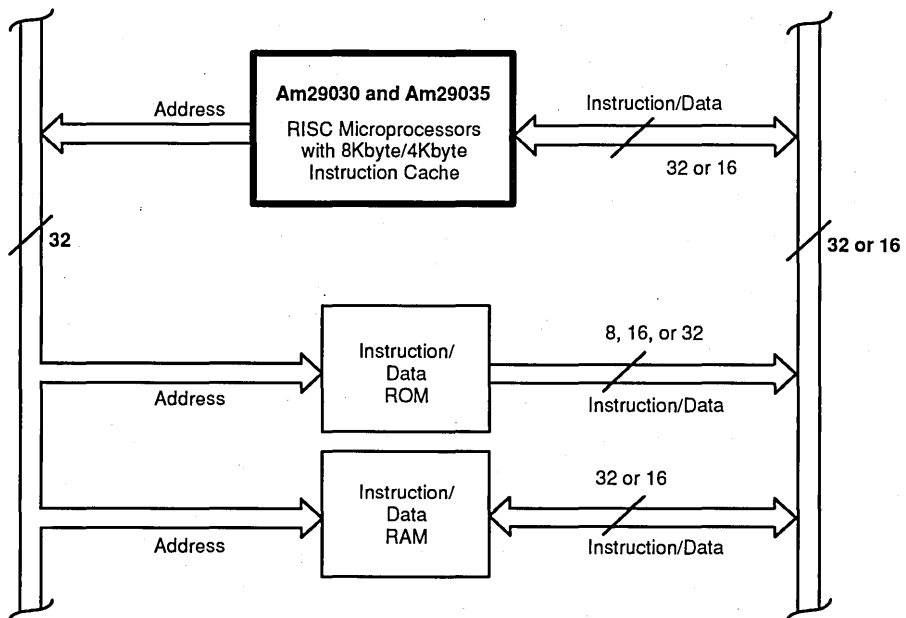 Am29030 and Am29035
RISC Microprocessors
with 8Kbyte/4Kbyte
Instruction Cache
Address
Instruction/Data
32 or 16
32
32 or 16
Instruction/
Data
ROM
Address
8, 16, or 32
Instruction/Data
Instruction/
Data
RAM
Address
32 or 16
Instruction/Data